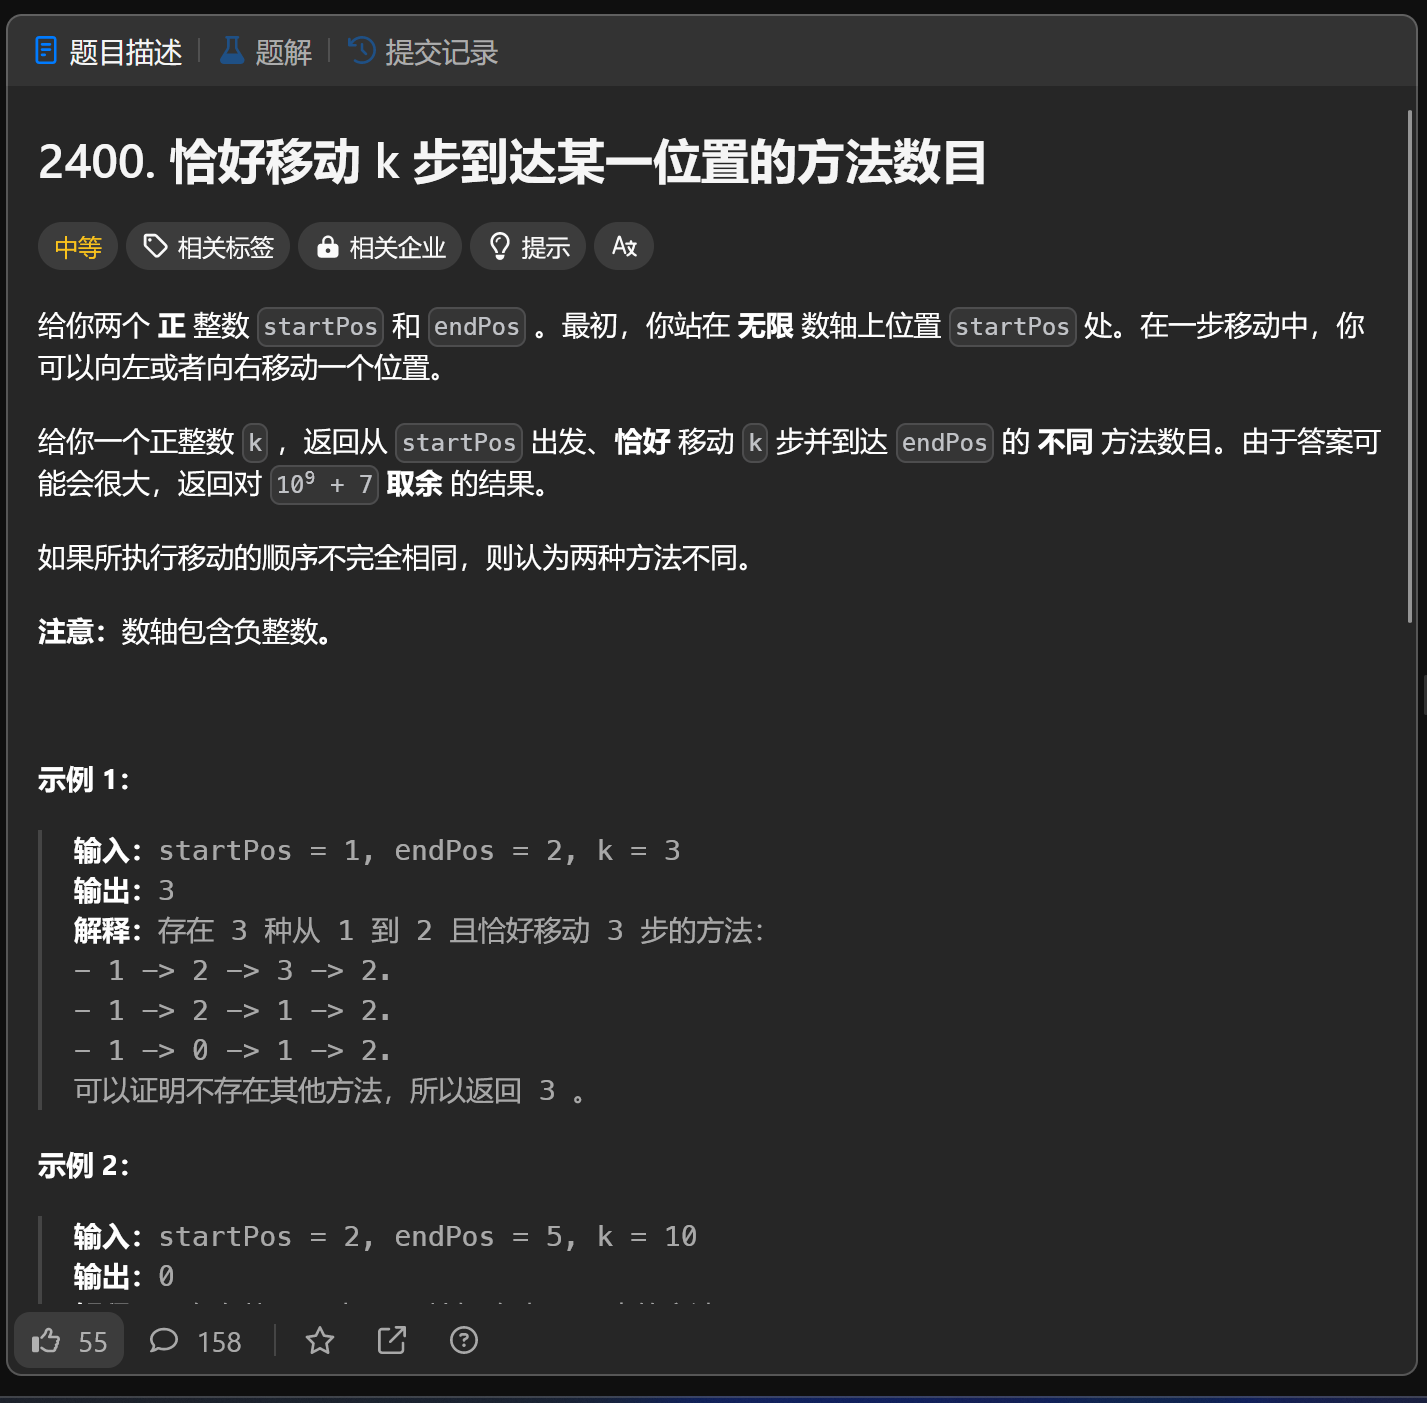 题目描述 | 题解 | 提交记录
2400. 恰好移动 k 步到达某一位置的方法数目
中等 相关标签 相关企业 提示
给你两个 正 整数 startPos 和 endPos 。最初，你站在 无限 数轴上位置 startPos 处。在一步移动中，你
可以向左或者向右移动一个位置。
给你一个正整数 k ，返回从 startPos 出发、恰好 移动 k 步并到达 endPos 的 不同 方法数目。由于答案可
能会很大，返回对 10⁹ + 7 取余 的结果。
如果所执行移动的顺序不完全相同，则认为两种方法不同。
注意：数轴包含负整数。
示例 1：
输入：startPos = 1, endPos = 2, k = 3
输出：3
解释：存在 3 种从 1 到 2 且恰好移动 3 步的方法：
- 1 -> 2 -> 3 -> 2.
- 1 -> 2 -> 1 -> 2.
- 1 -> 0 -> 1 -> 2.
可以证明不存在其他方法，所以返回 3 。
示例 2：
输入：startPos = 2, endPos = 5, k = 10
输出：0
55 158